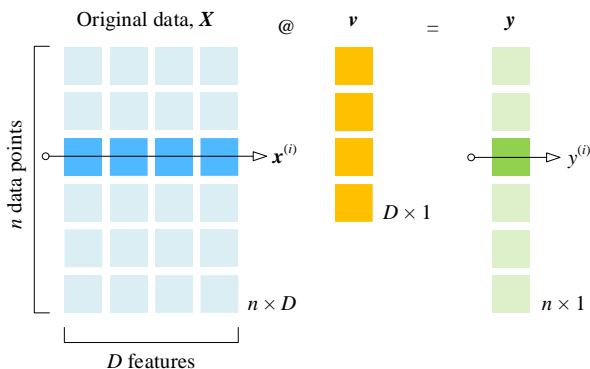 Original data, X @ v = y
n data points
x^(i)
y^(i)
D × 1
n × D
n × 1
D features